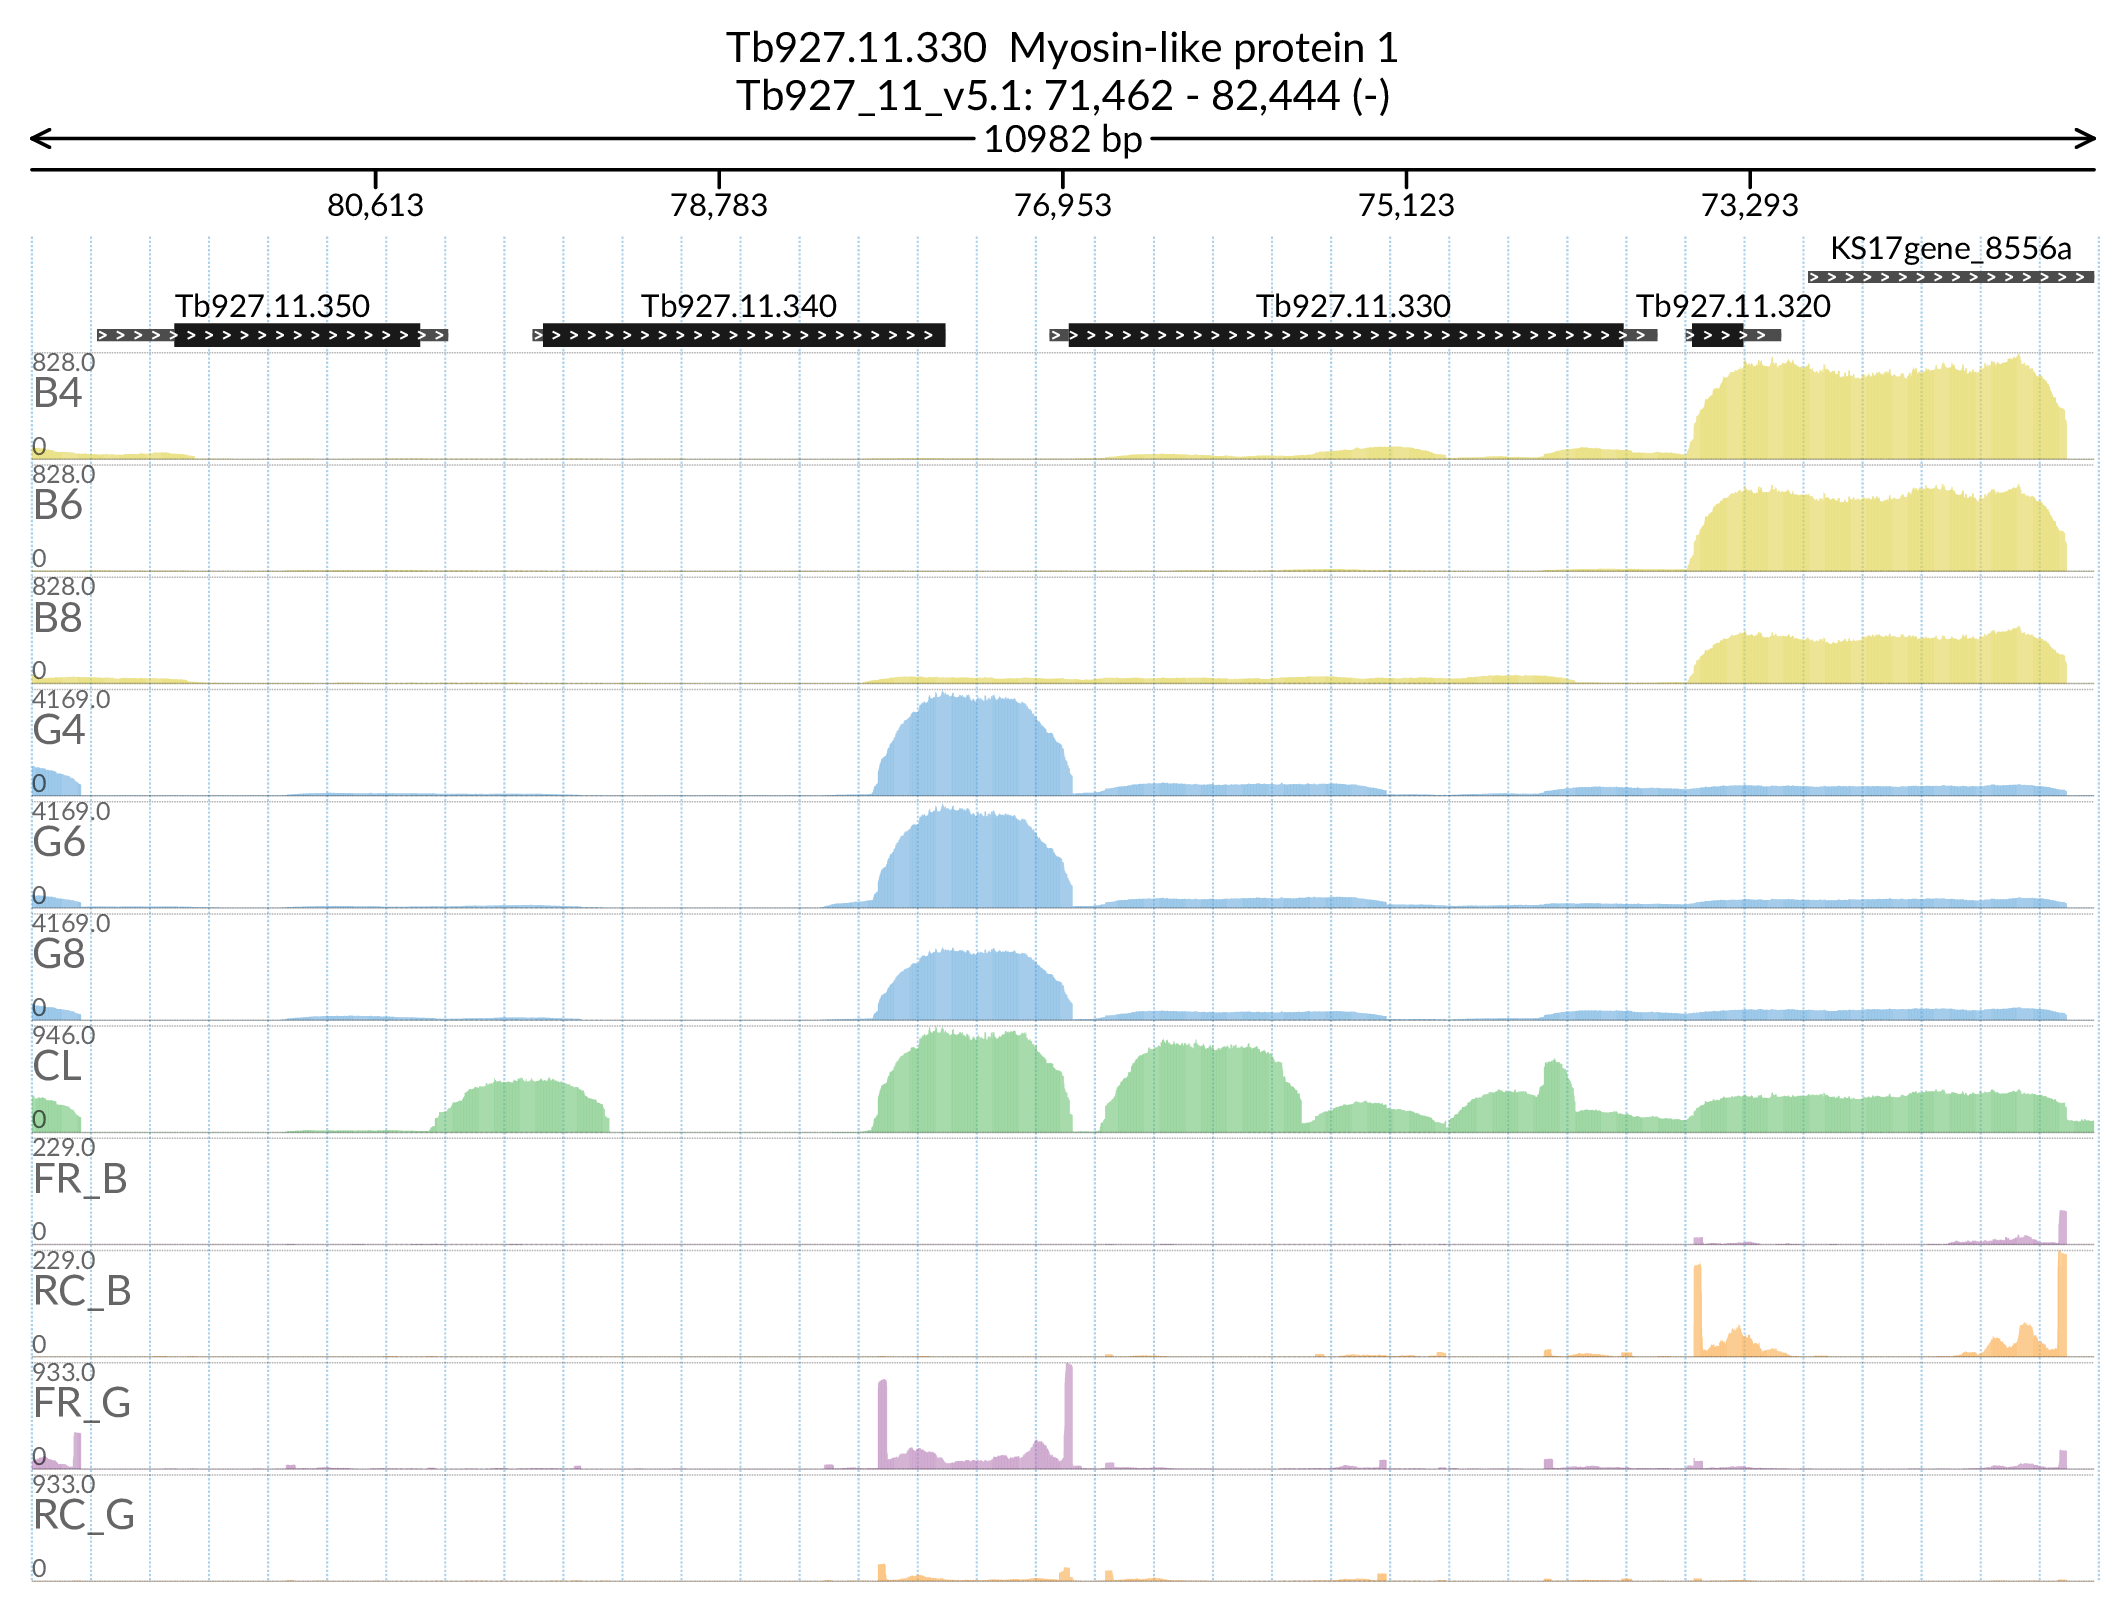 Tb927.11.330  Myosin-like protein 1
Tb927_11_v5.1: 71,462 - 82,444 (-)
10982 bp
80,613 78,783 76,953 75,123 73,293
KS17gene_8556a
Tb927.11.350 Tb927.11.340 Tb927.11.330 Tb927.11.320
828.0
B4
0
828.0
B6
0
828.0
B8
0
4169.0
G4
0
4169.0
G6
0
4169.0
G8
0
946.0
CL
0
229.0
FR_B
0
229.0
RC_B
0
933.0
FR_G
0
933.0
RC_G
0